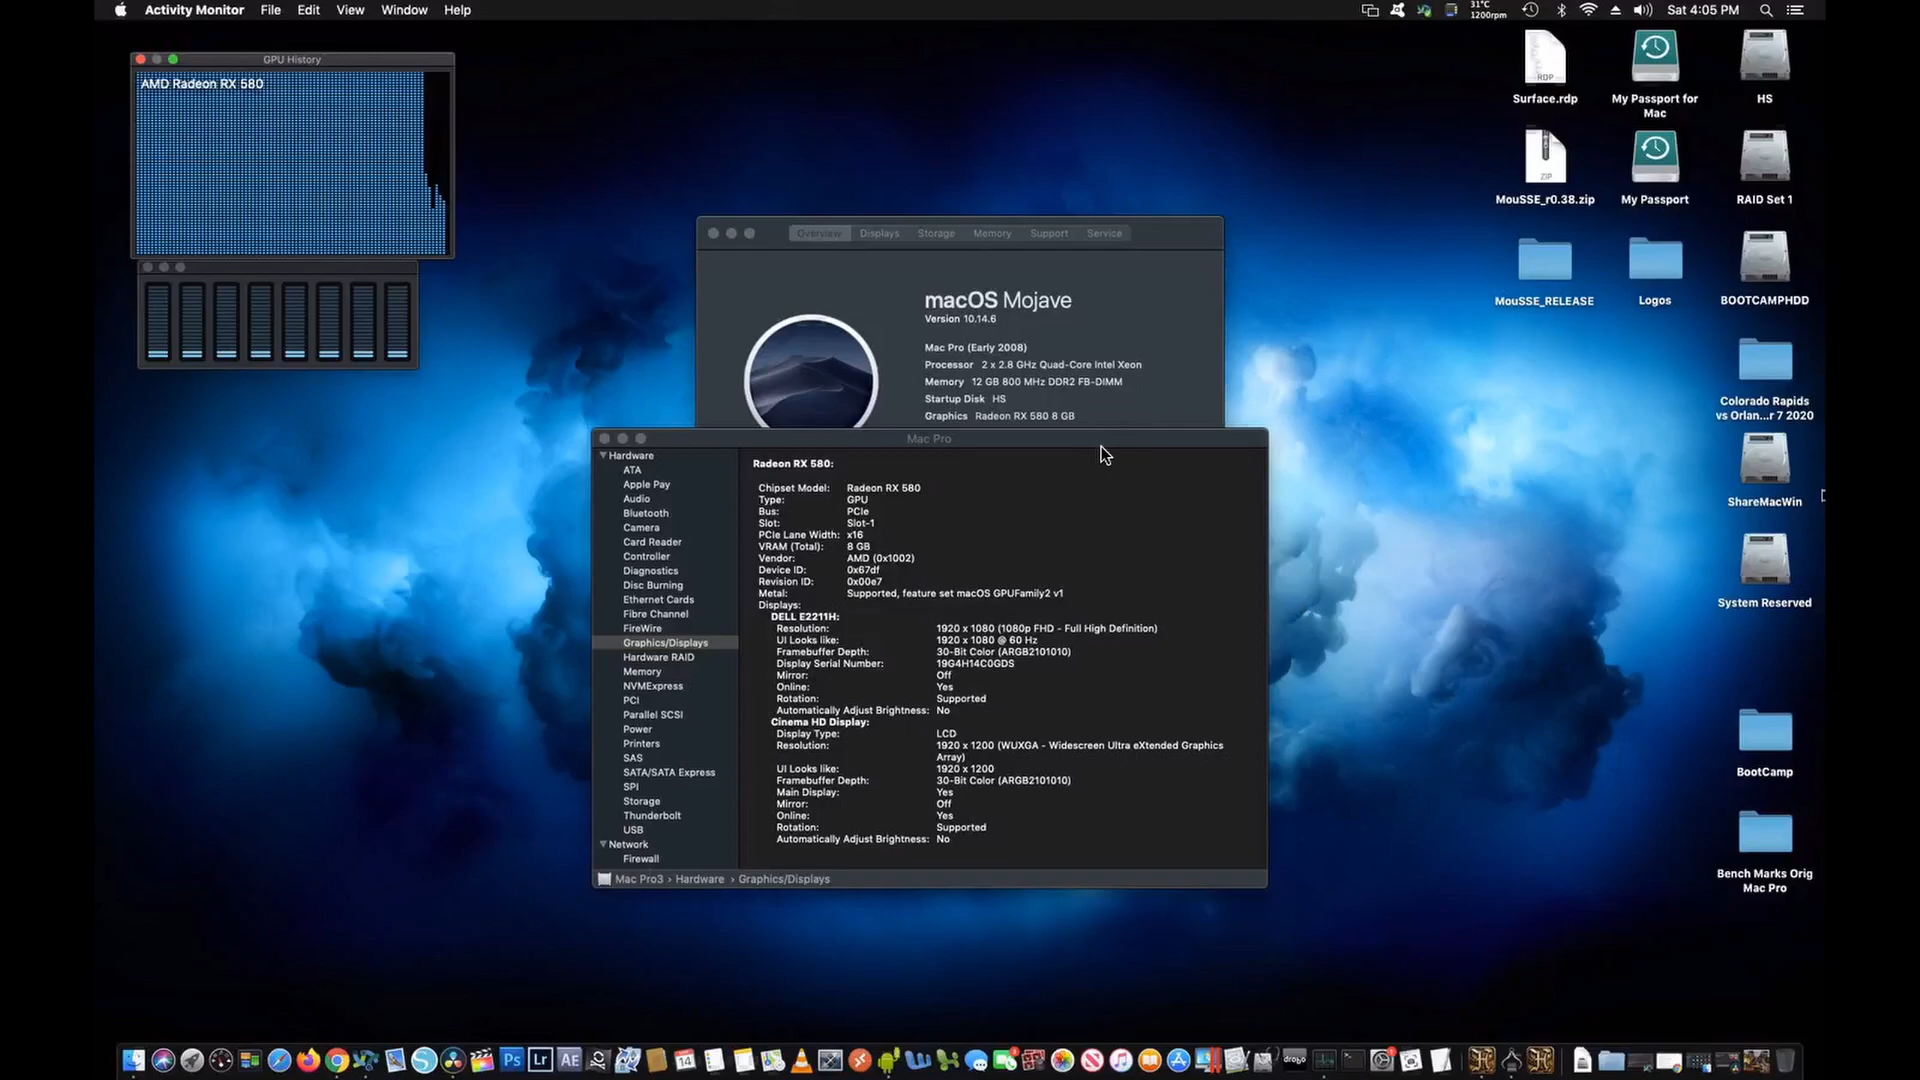 Activity Monitor File Edit View Window Help
31°C
1200rpm
Sat 4:05 PM
GPU History
AMD Radeon RX 580
RDP
Surface.rdp
My Passport for
Mac
HS
ZIP
MouSSE_r0.38.zip
My Passport
RAID Set 1
MouSSE_RELEASE
Logos
BOOTCAMPHDD
Colorado Rapids
vs Orlan...r 7 2020
ShareMacWin
System Reserved
BootCamp
Bench Marks Orig
Mac Pro
Overview Displays Storage Memory Support Service
macOS Mojave
Version 10.14.6
Mac Pro (Early 2008)
Processor 2 x 2.8 GHz Quad-Core Intel Xeon
Memory 12 GB 800 MHz DDR2 FB-DIMM
Startup Disk HS
Graphics Radeon RX 580 8 GB
Mac Pro
Hardware
ATA
Apple Pay
Audio
Bluetooth
Camera
Card Reader
Controller
Diagnostics
Disc Burning
Ethernet Cards
Fibre Channel
FireWire
Graphics/Displays
Hardware RAID
Memory
NVMExpress
PCI
Parallel SCSI
Power
Printers
SAS
SATA/SATA Express
SPI
Storage
Thunderbolt
USB
Network
Firewall
Radeon RX 580:
Chipset Model: Radeon RX 580
Type: GPU
Bus: PCIe
Slot: Slot-1
PCIe Lane Width: x16
VRAM (Total): 8 GB
Vendor: AMD (0x1002)
Device ID: 0x67df
Revision ID: 0x00e7
Metal: Supported, feature set macOS GPUFamily2 v1
Displays:
DELL E2211H:
Resolution: 1920 x 1080 (1080p FHD - Full High Definition)
UI Looks like: 1920 x 1080 @ 60 Hz
Framebuffer Depth: 30-Bit Color (ARGB2101010)
Display Serial Number: 19G4H14C0GDS
Mirror: Off
Online: Yes
Rotation: Supported
Automatically Adjust Brightness: No
Cinema HD Display:
Display Type: LCD
Resolution: 1920 x 1200 (WUXGA - Widescreen Ultra eXtended Graphics
Array)
UI Looks like: 1920 x 1200
Framebuffer Depth: 30-Bit Color (ARGB2101010)
Main Display: Yes
Mirror: Off
Online: Yes
Rotation: Supported
Automatically Adjust Brightness: No
Mac Pro3 › Hardware › Graphics/Displays
Ps Lr AE 14 drobo